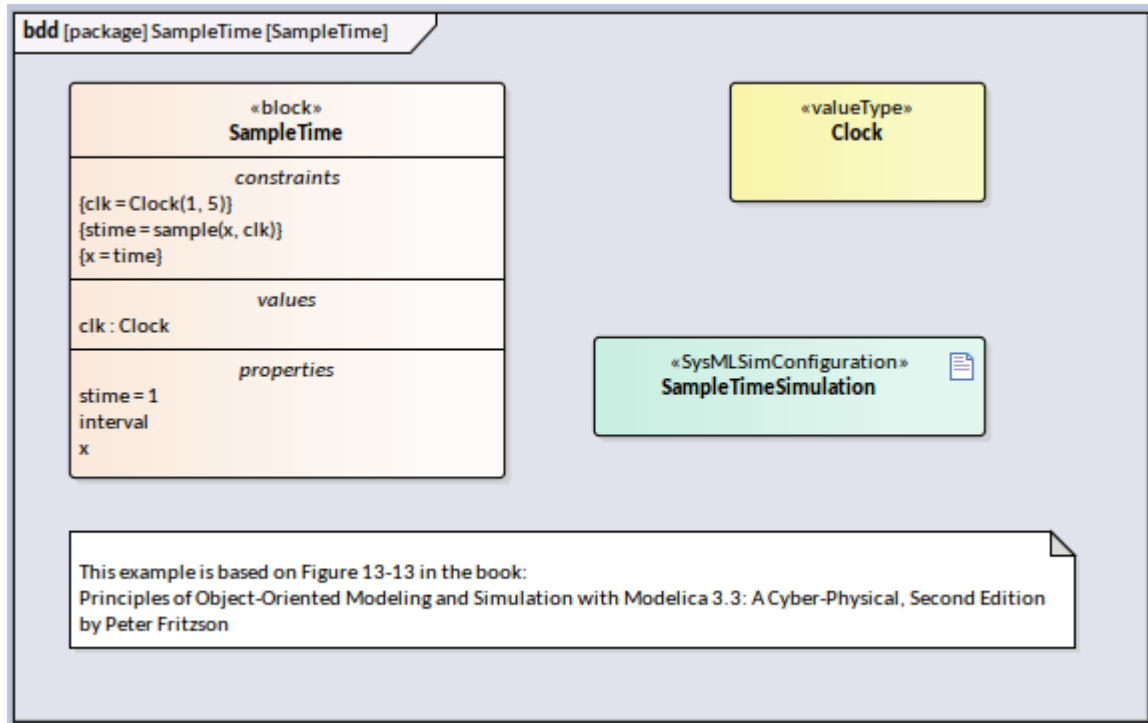 bdd [package] SampleTime [SampleTime]
«block»
SampleTime
constraints
{clk = Clock(1, 5)}
{stime = sample(x, clk)}
{x = time}
values
clk : Clock
properties
stime = 1
interval
x
«valueType»
Clock
«SysMLSimConfiguration»
SampleTimeSimulation
This example is based on Figure 13-13 in the book:
Principles of Object-Oriented Modeling and Simulation with Modelica 3.3: A Cyber-Physical, Second Edition
by Peter Fritzson